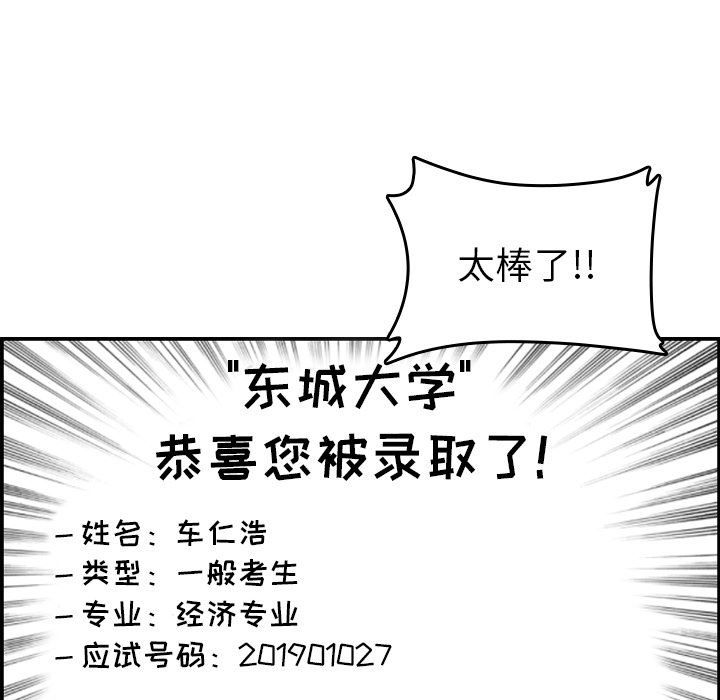 太棒了!!
"东城大学"
恭喜您被录取了!
- 姓名：车仁浩
- 类型：一般考生
- 专业：经济专业
- 应试号码：201901027